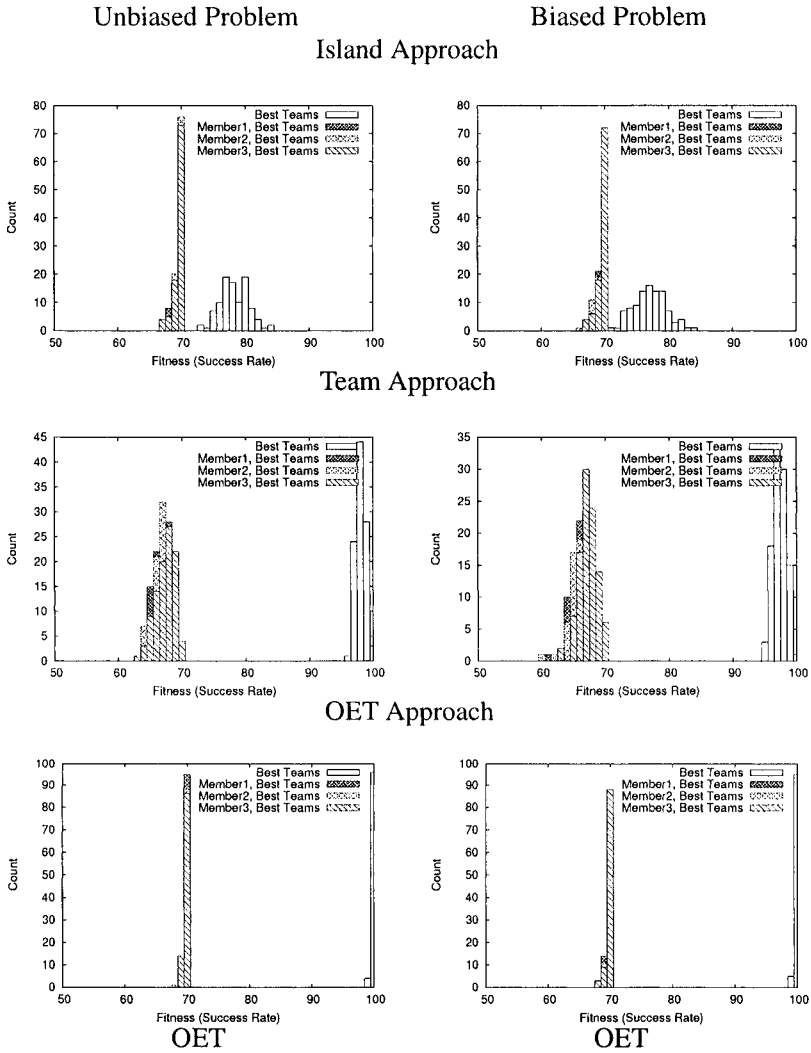 Unbiased Problem Biased Problem
Island Approach
80
70
60
50
40
30
20
10
0
Count
50 60 70 80 90 100
Fitness (Success Rate)
Best Teams
Member1, Best Teams
Member2, Best Teams
Member3, Best Teams
80
70
60
50
40
30
20
10
0
Count
50 60 70 80 90 100
Fitness (Success Rate)
Best Teams
Member1, Best Teams
Member2, Best Teams
Member3, Best Teams
Team Approach
45
40
35
30
25
20
15
10
5
0
Count
50 60 70 80 90 100
Fitness (Success Rate)
Best Teams
Member1, Best Teams
Member2, Best Teams
Member3, Best Teams
35
30
25
20
15
10
5
0
Count
50 60 70 80 90 100
Fitness (Success Rate)
Best Teams
Member1, Best Teams
Member2, Best Teams
Member3, Best Teams
OET Approach
100
90
80
70
60
50
40
30
20
10
0
Count
50 60 70 80 90 100
Fitness (Success Rate)
Best Teams
Member1, Best Teams
Member2, Best Teams
Member3, Best Teams
100
90
80
70
60
50
40
30
20
10
0
Count
50 60 70 80 90 100
Fitness (Success Rate)
Best Teams
Member1, Best Teams
Member2, Best Teams
Member3, Best Teams
OET OET